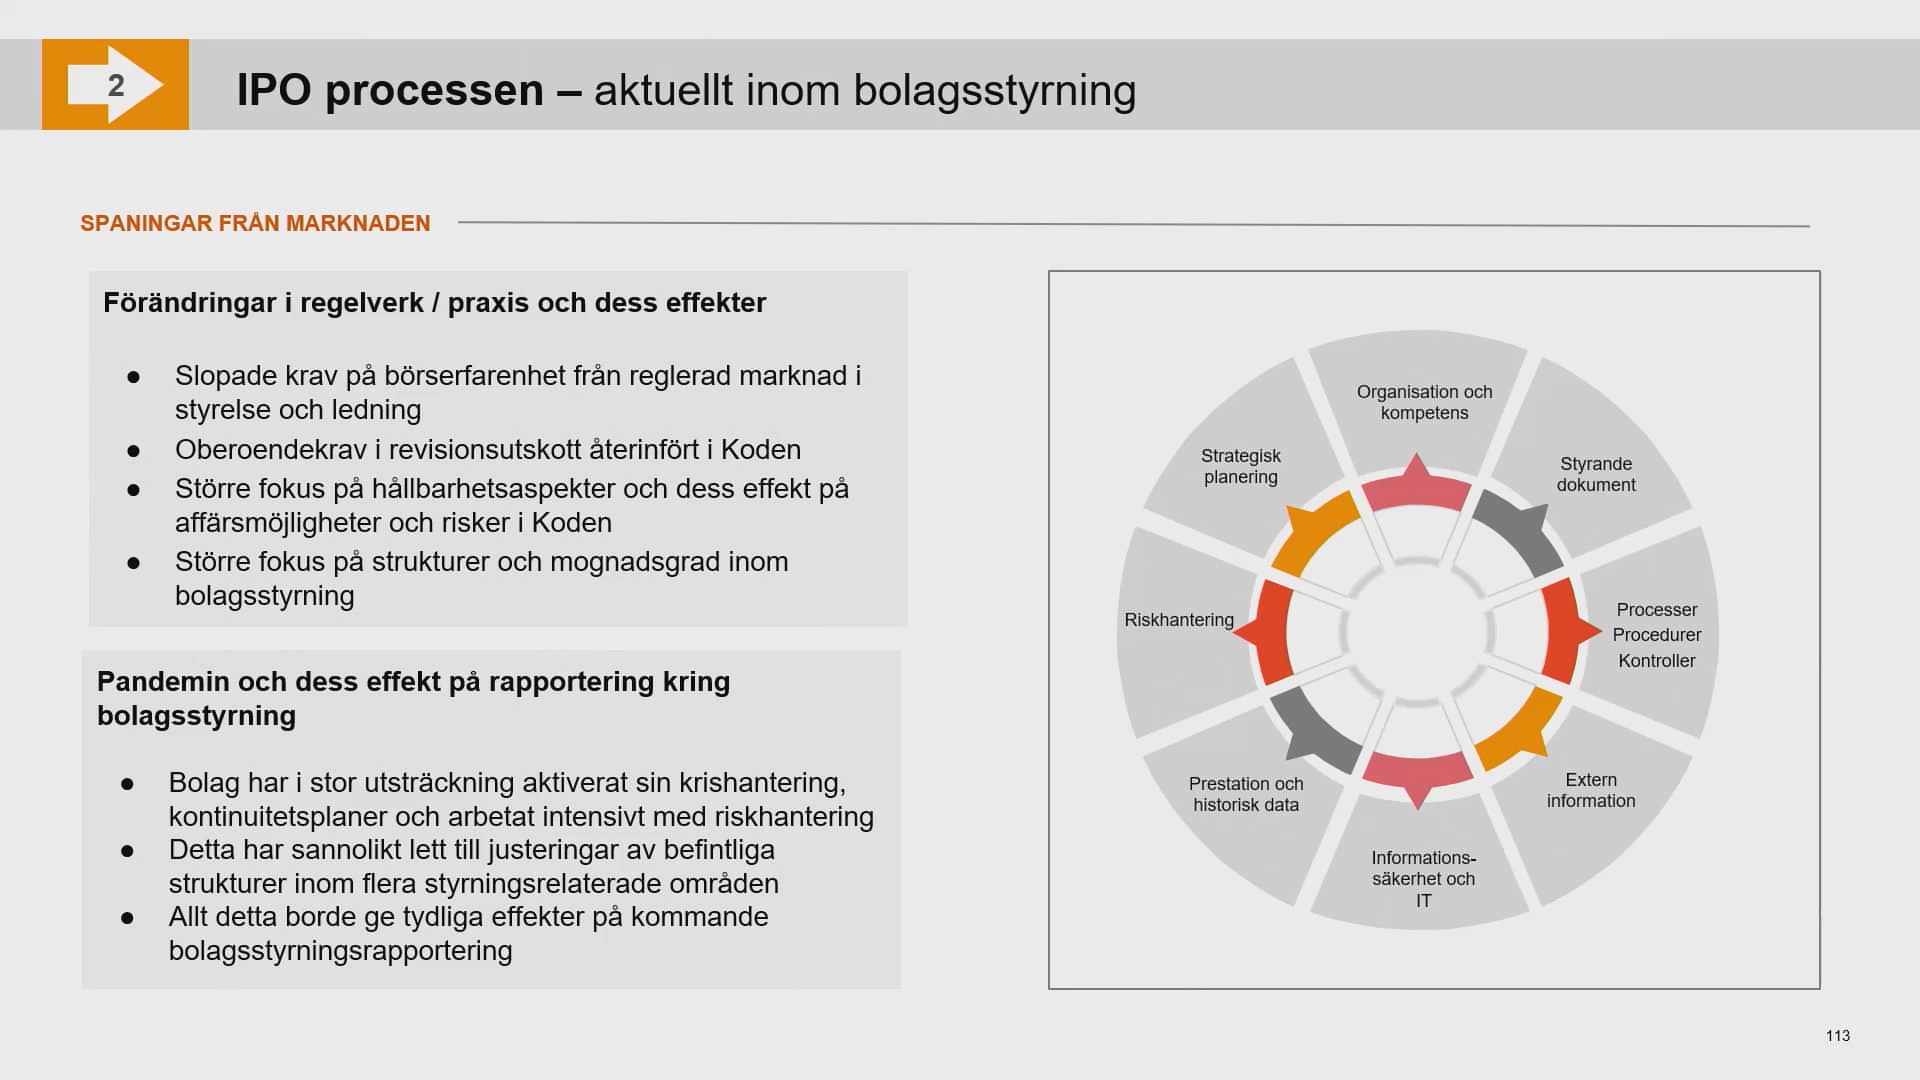 2
IPO processen – aktuellt inom bolagsstyrning
SPANINGAR FRÅN MARKNADEN
Förändringar i regelverk / praxis och dess effekter
● Slopade krav på börserfarenhet från reglerad marknad i
styrelse och ledning
● Oberoendekrav i revisionsutskott återinfört i Koden
● Större fokus på hållbarhetsaspekter och dess effekt på
affärsmöjligheter och risker i Koden
● Större fokus på strukturer och mognadsgrad inom
bolagsstyrning
Pandemin och dess effekt på rapportering kring
bolagsstyrning
● Bolag har i stor utsträckning aktiverat sin krishantering,
kontinuitetsplaner och arbetat intensivt med riskhantering
● Detta har sannolikt lett till justeringar av befintliga
strukturer inom flera styrningsrelaterade områden
● Allt detta borde ge tydliga effekter på kommande
bolagsstyrningsrapportering
Organisation och
kompetens
Styrande
dokument
Processer
Procedurer
Kontroller
Extern
information
Informations-
säkerhet och
IT
Prestation och
historisk data
Riskhantering
Strategisk
planering
113